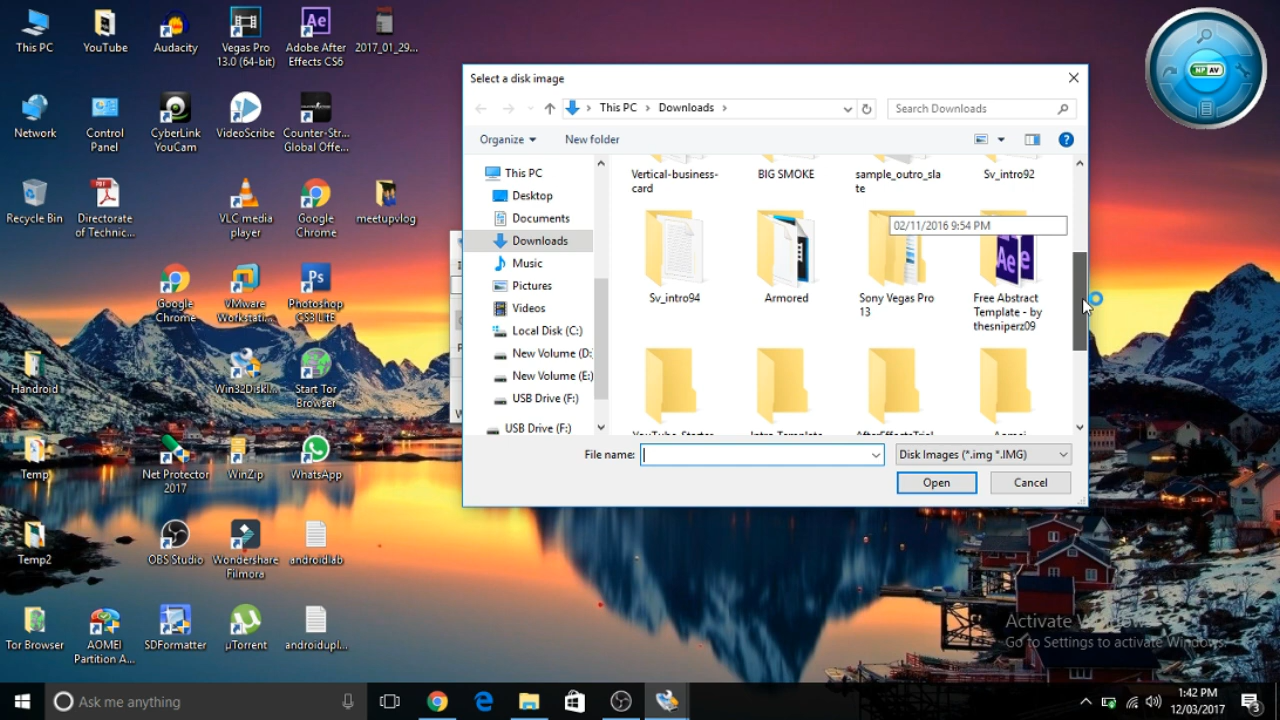 This PC
YouTube
Audacity
Vegas Pro
13.0 (64-bit)
Adobe After
Effects CS6
2017_01_29...
Network
Control
Panel
CyberLink
YouCam
VideoScribe
Counter-Str...
Global Offe...
Recycle Bin
Directorate
of Technic...
VLC media
player
Google
Chrome
meetupvlog
Google
Chrome
VMware
Workstati...
Photoshop
CS3 Lite
Handroid
Win32Diskl...
Start Tor
Browser
Temp
Net Protector
2017
WinZip
WhatsApp
Temp2
OBS Studio
Wondershare
Filmora
androidlab
Tor Browser
AOMEI
Partition A...
SDFormatter
µTorrent
androidupl...
Select a disk image
This PC
Downloads
Search Downloads
Organize
New folder
This PC
Desktop
Documents
Downloads
Music
Pictures
Videos
Local Disk (C:)
New Volume (D:
New Volume (E:)
USB Drive (F:)
USB Drive (F:)
Vertical-business-
card
BIG SMOKE
sample_outro_sla
te
Sv_intro92
02/11/2016 9:54 PM
Sv_intro94
Armored
Sony Vegas Pro
13
Free Abstract
Template - by
thesniperz09
File name:
Disk Images (*.img *.IMG)
Open
Cancel
NP AV
Activate Windows
Go to Settings to activate Windows.
Ask me anything
1:42 PM
12/03/2017
3